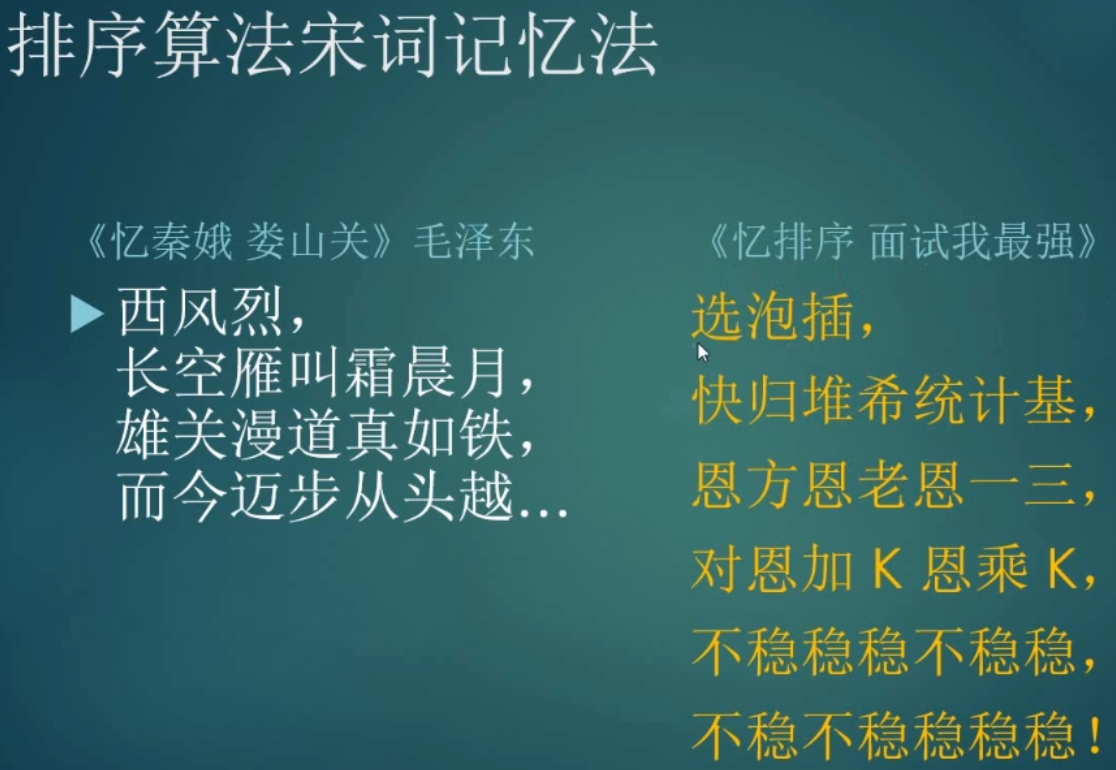 排序算法宋词记忆法
《忆秦娥 娄山关》毛泽东
西风烈，
长空雁叫霜晨月，
雄关漫道真如铁，
而今迈步从头越…
《忆排序 面试我最强》
选泡插，
快归堆希统计基，
恩方恩老恩一三，
对恩加 K 恩乘 K，
不稳稳稳不稳稳，
不稳不稳稳稳稳！